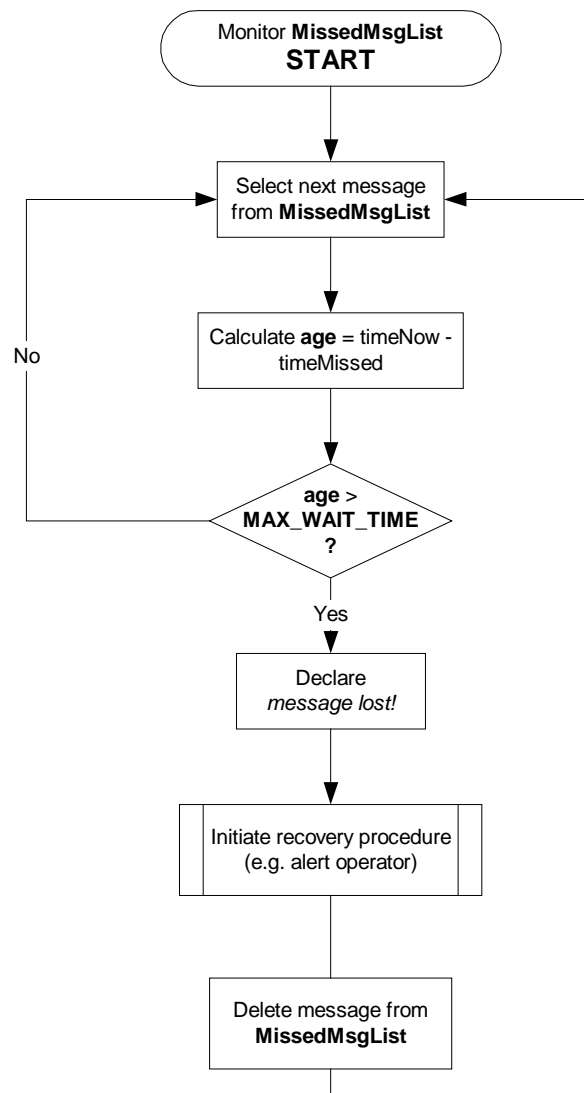 Monitor MissedMsgList
START
Select next message
from MissedMsgList
Calculate age = timeNow -
timeMissed
No
age >
MAX_WAIT_TIME
?
Yes
Declare
message lost!
Initiate recovery procedure
(e.g. alert operator)
Delete message from
MissedMsgList